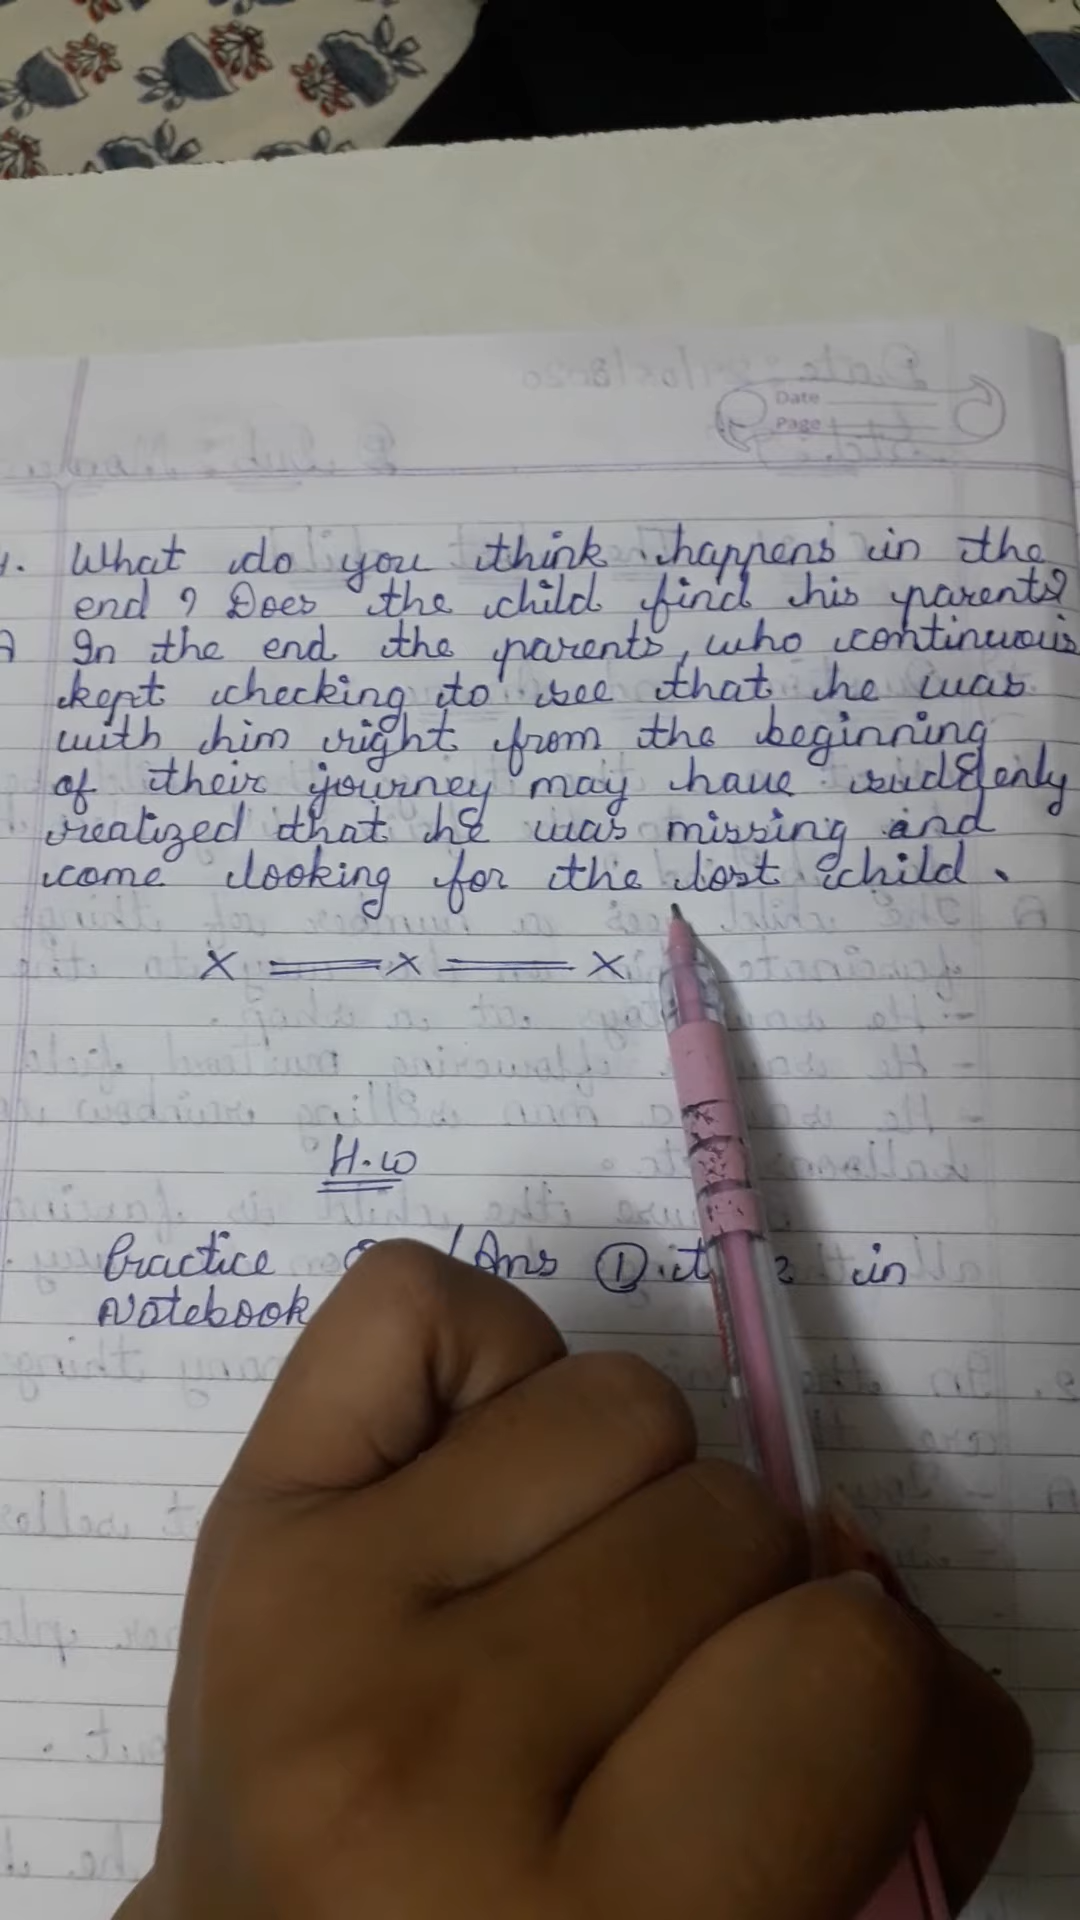 Date
Page
What do you think happens in the
end? Does the child find his parents?
In the end the parents, who continuous
kept checking to see that he was
with him right from the beginning
of their journey may have suddenly
realized that he was missing and
come looking for the lost child.
x == x == x
H.W
Practice /Ans ① in
Notebook